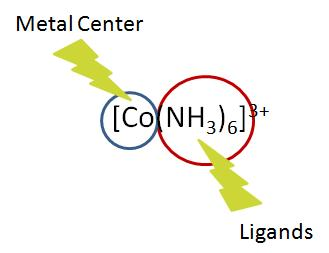 Metal Center
[Co(NH₃)₆]³⁺
Ligands